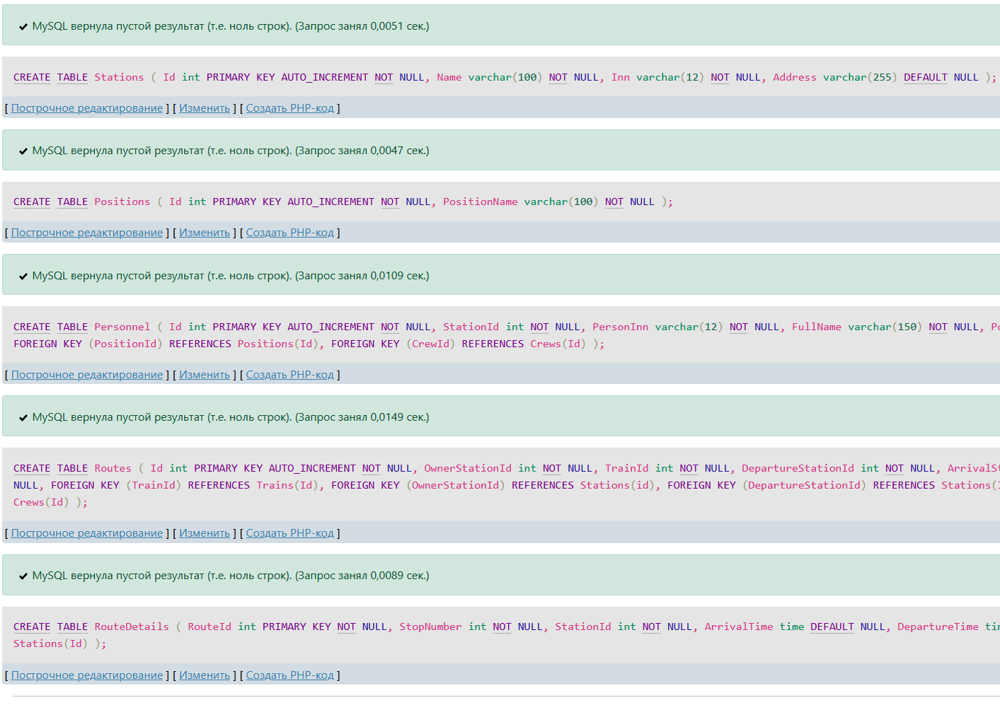 MySQL вернула пустой результат (т.е. ноль строк). (Запрос занял 0,0051 сек.)
CREATE TABLE Stations ( Id int PRIMARY KEY AUTO_INCREMENT NOT NULL, Name varchar(100) NOT NULL, Inn varchar(12) NOT NULL, Address varchar(255) DEFAULT NULL );
[ Построчное редактирование ] [ Изменить ] [ Создать PHP-код ]
MySQL вернула пустой результат (т.е. ноль строк). (Запрос занял 0,0047 сек.)
CREATE TABLE Positions ( Id int PRIMARY KEY AUTO_INCREMENT NOT NULL, PositionName varchar(100) NOT NULL );
[ Построчное редактирование ] [ Изменить ] [ Создать PHP-код ]
MySQL вернула пустой результат (т.е. ноль строк). (Запрос занял 0,0109 сек.)
CREATE TABLE Personnel ( Id int PRIMARY KEY AUTO_INCREMENT NOT NULL, StationId int NOT NULL, PersonInn varchar(12) NOT NULL, FullName varchar(150) NOT NULL,
FOREIGN KEY (PositionId) REFERENCES Positions(Id), FOREIGN KEY (CrewId) REFERENCES Crews(Id) );
[ Построчное редактирование ] [ Изменить ] [ Создать PHP-код ]
MySQL вернула пустой результат (т.е. ноль строк). (Запрос занял 0,0149 сек.)
CREATE TABLE Routes ( Id int PRIMARY KEY AUTO_INCREMENT NOT NULL, OwnerStationId int NOT NULL, TrainId int NOT NULL, DepartureStationId int NOT NULL,
NULL, FOREIGN KEY (TrainId) REFERENCES Trains(Id), FOREIGN KEY (OwnerStationId) REFERENCES Stations(id), FOREIGN KEY (DepartureStationId) REFERENCES Stations(
Crews(Id) );
[ Построчное редактирование ] [ Изменить ] [ Создать PHP-код ]
MySQL вернула пустой результат (т.е. ноль строк). (Запрос занял 0,0089 сек.)
CREATE TABLE RouteDetails ( RouteId int PRIMARY KEY NOT NULL, StopNumber int NOT NULL, StationId int NOT NULL, ArrivalTime time DEFAULT NULL, DepartureTime
Stations(Id) );
[ Построчное редактирование ] [ Изменить ] [ Создать PHP-код ]